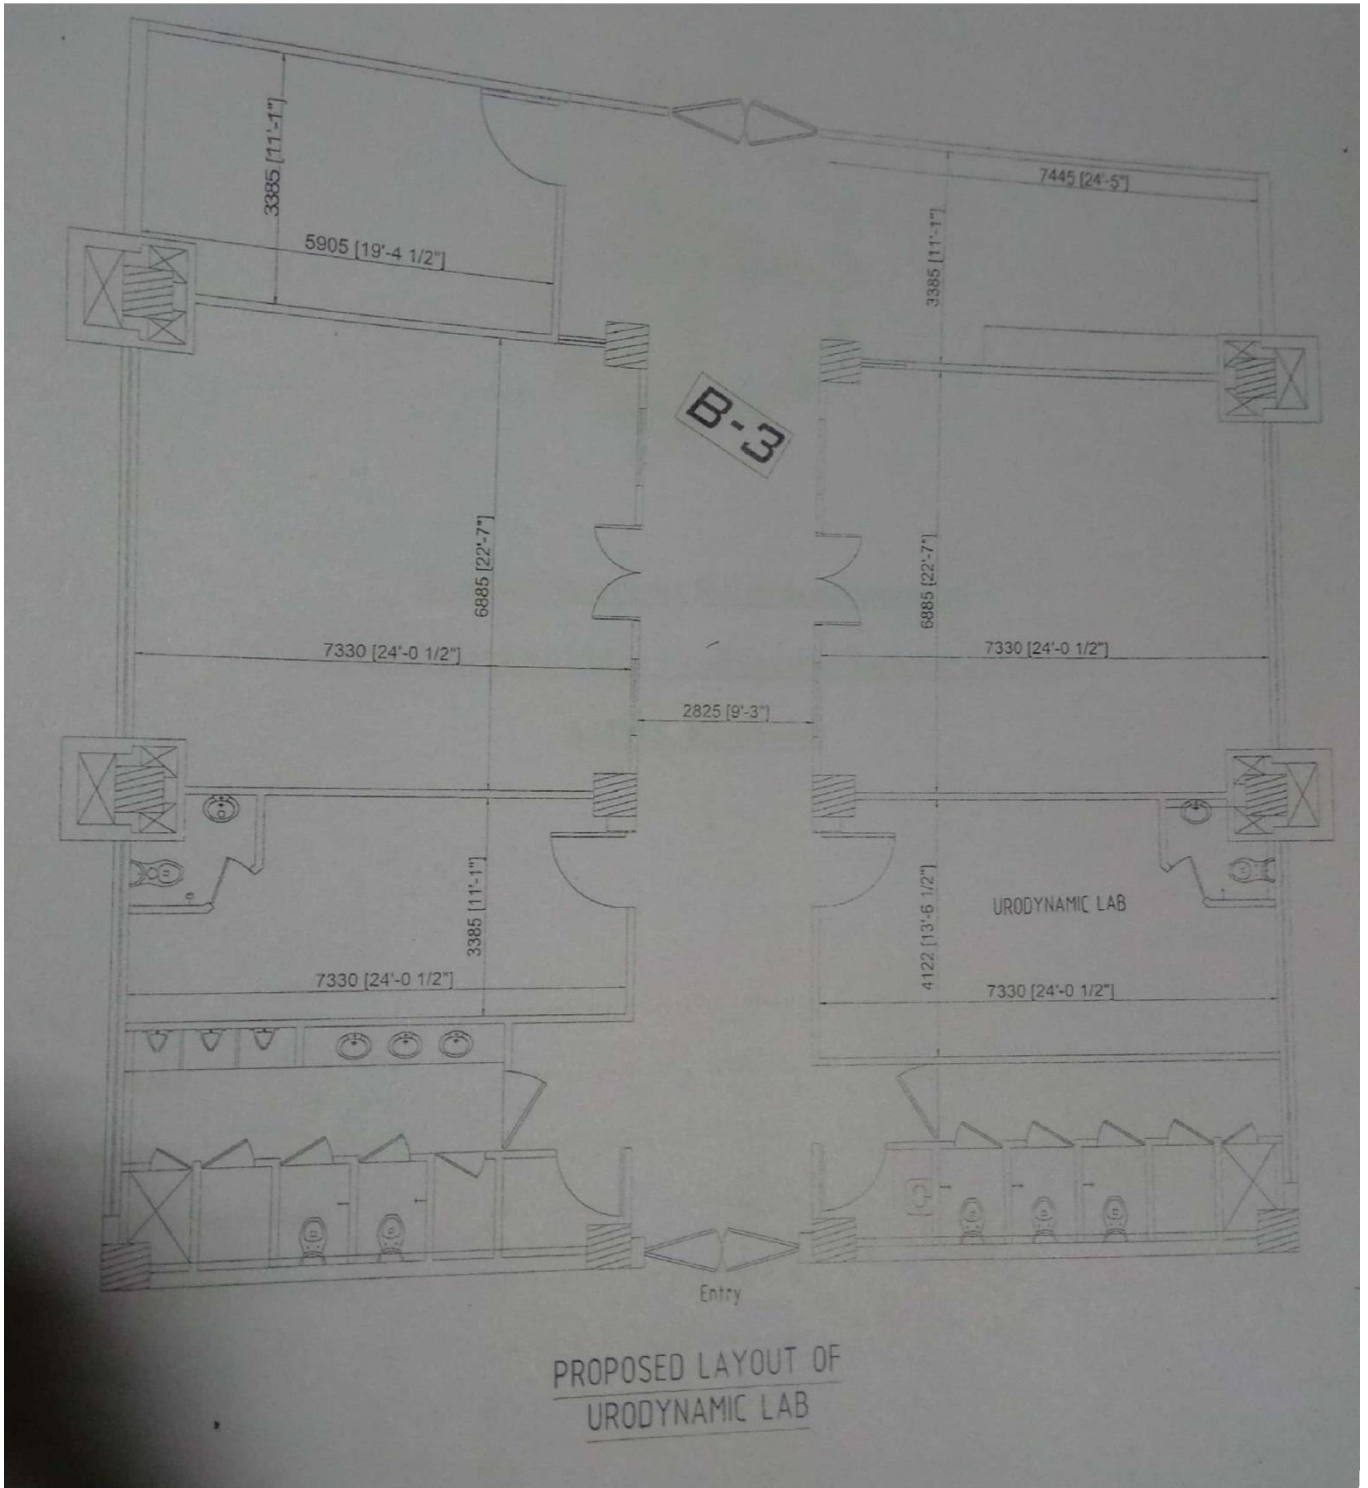 3385 [11'-1"]
7445 [24'-5"]
5905 [19'-4 1/2"]
3385 [11'-1"]
B-3
6885 [22'-7"]
6885 [22'-7"]
7330 [24'-0 1/2"]
7330 [24'-0 1/2"]
2825 [9'-3"]
3385 [11'-1"]
4122 [13'-6 1/2"]
URODYNAMIC LAB
7330 [24'-0 1/2"]
7330 [24'-0 1/2"]
Entry
PROPOSED LAYOUT OF
URODYNAMIC LAB